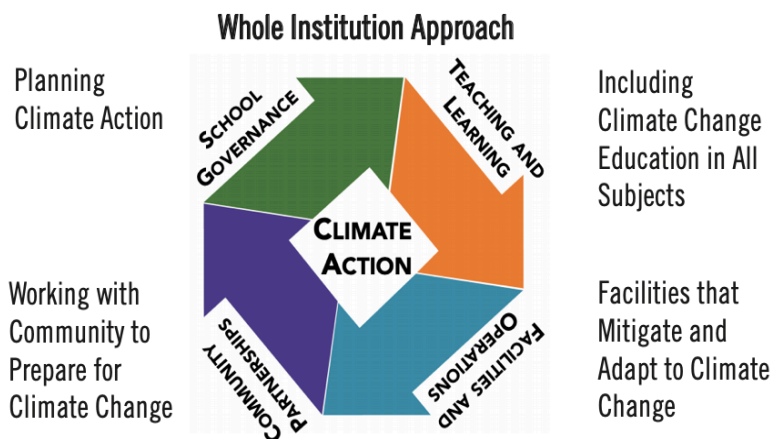 Whole Institution Approach
Planning
Climate Action
SCHOOL
GOVERNANCE
TEACHING AND
LEARNING
Including
Climate Change
Education in All
Subjects
CLIMATE
ACTION
Working with
Community to
Prepare for
Climate Change
COMMUNITY
PARTNERSHIPS
FACILITIES AND
OPERATIONS
Facilities that
Mitigate and
Adapt to Climate
Change